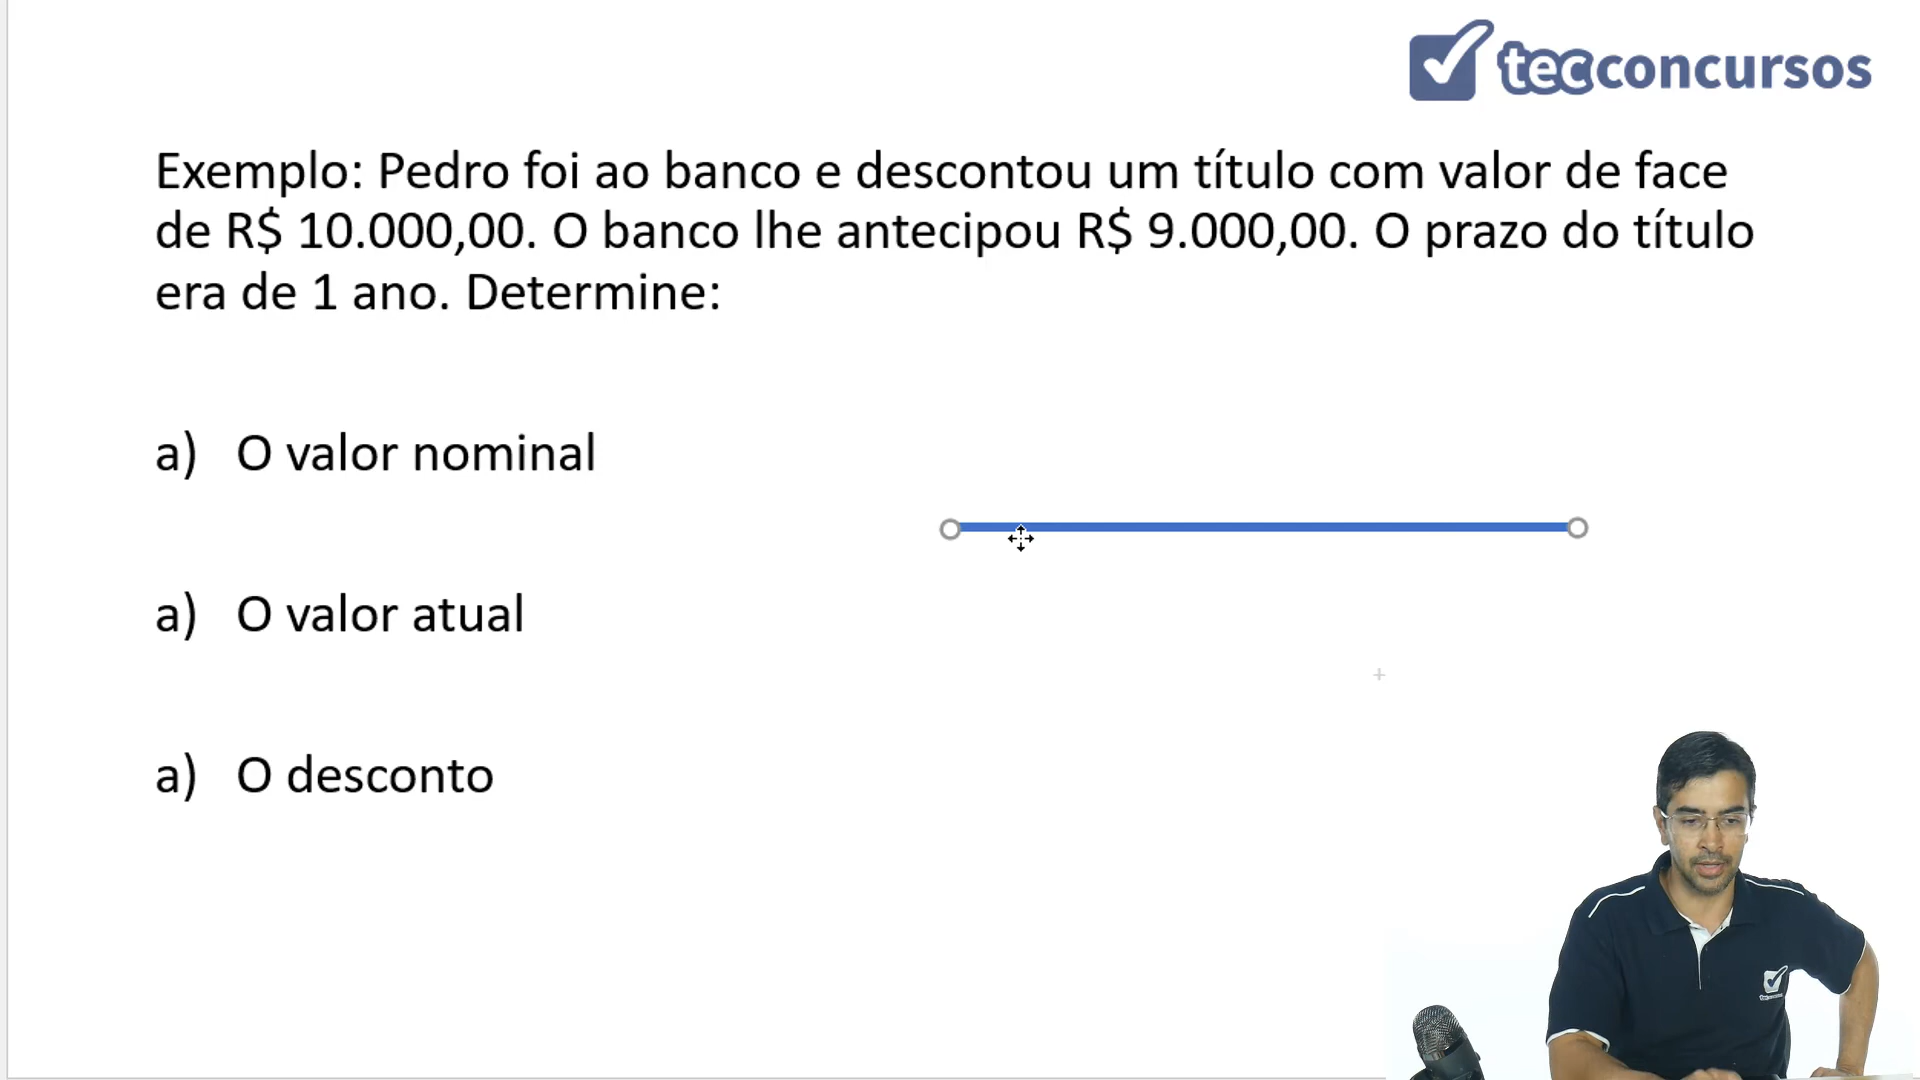 tecconcursos
Exemplo: Pedro foi ao banco e descontou um título com valor de face
de R$ 10.000,00. O banco lhe antecipou R$ 9.000,00. O prazo do título
era de 1 ano. Determine:
a) O valor nominal
a) O valor atual
a) O desconto